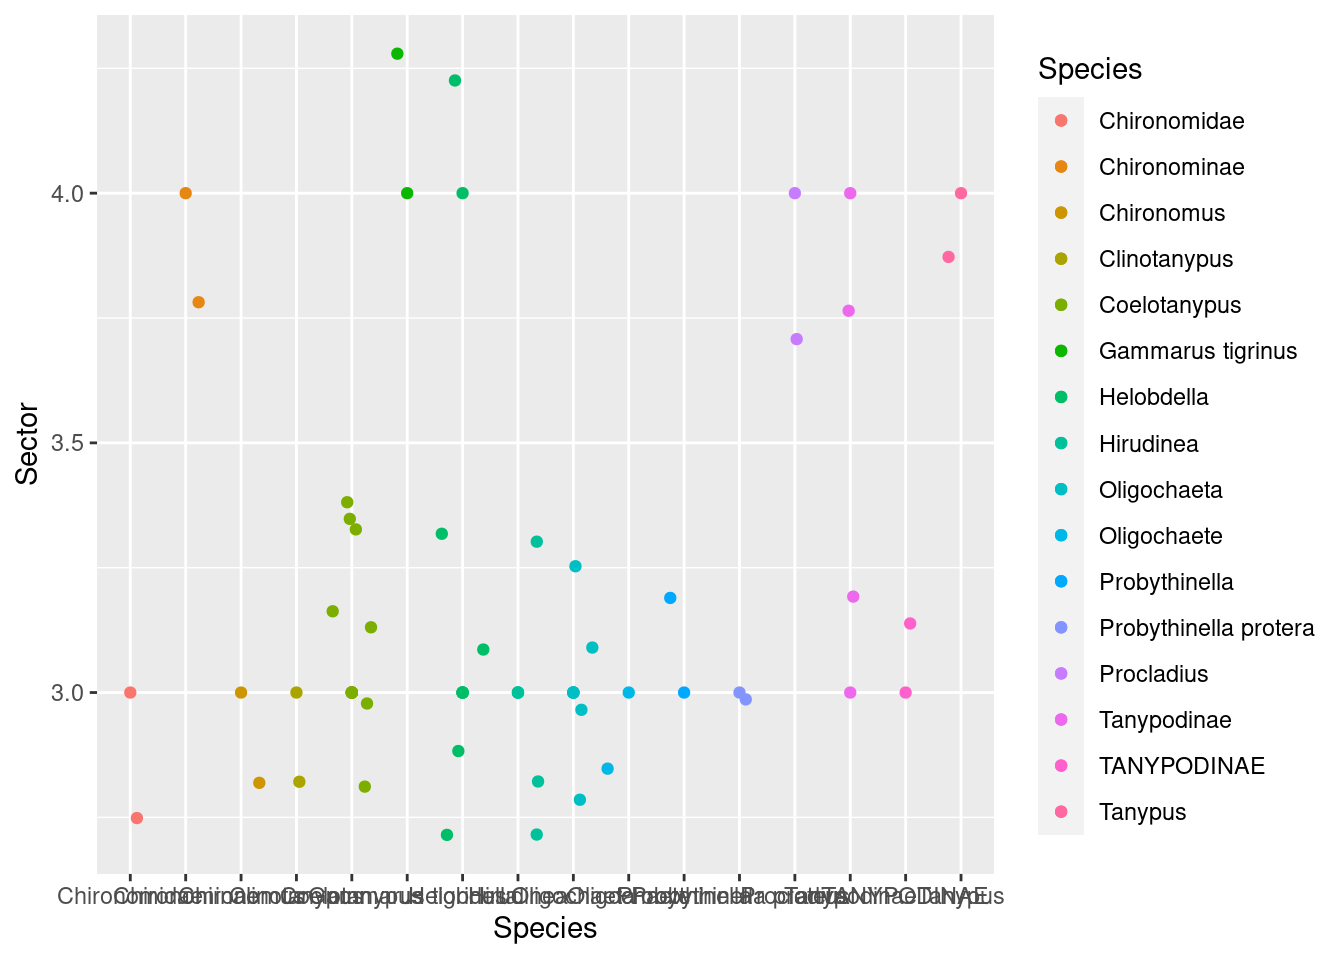 Species
Chironomidae
Chironominae
Chironomus
Clinotanypus
Coelotanypus
Gammarus tigrinus
Helobdella
Hirudinea
Oligochaeta
Oligochaete
Probythinella
Probythinella protera
Procladius
Tanypodinae
TANYPODINAE
Tanypus
4.0
3.5
3.0
Sector
Species